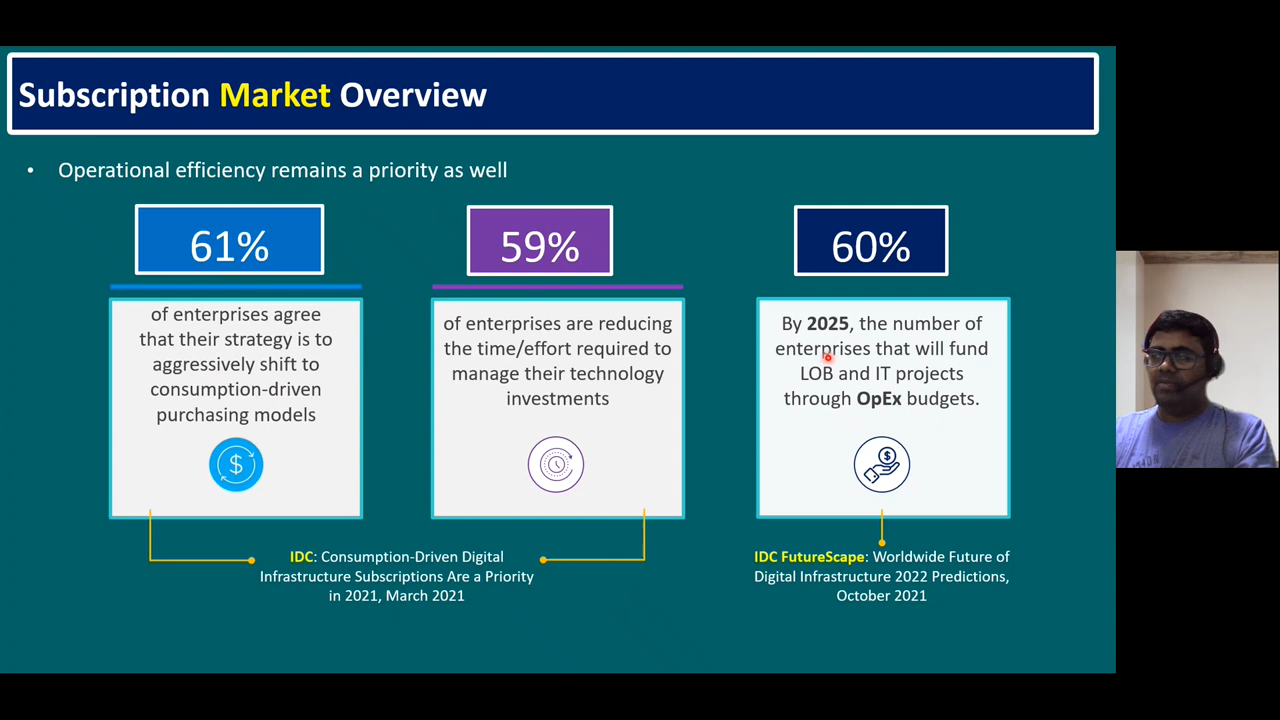 Subscription Market Overview
• Operational efficiency remains a priority as well
61%
of enterprises agree
that their strategy is to
aggressively shift to
consumption-driven
purchasing models
$
59%
of enterprises are reducing
the time/effort required to
manage their technology
investments
60%
By 2025, the number of
enterprises that will fund
LOB and IT projects
through OpEx budgets.
$
IDC: Consumption-Driven Digital
Infrastructure Subscriptions Are a Priority
in 2021, March 2021
IDC FutureScape: Worldwide Future of
Digital Infrastructure 2022 Predictions,
October 2021